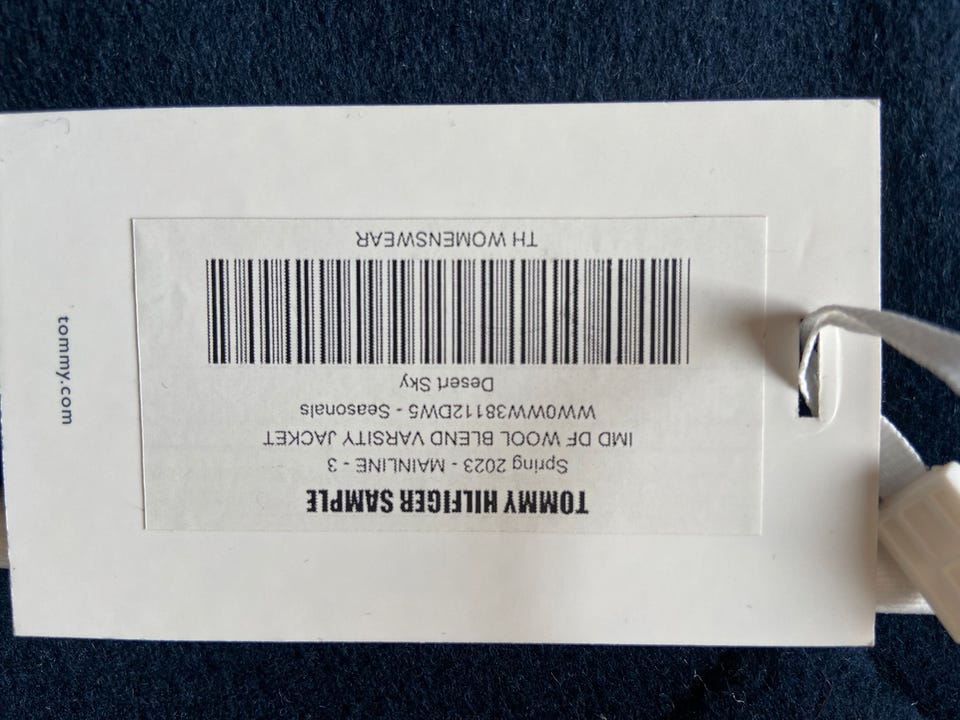 TOMMY HILFIGER SAMPLE
Spring 2023 - MAINLINE - 3
IMD DF WOOL BLEND VARSITY JACKET
WW0WW38112DW5 - Seasonals
Desert Sky
TH WOMENSWEAR
tommy.com